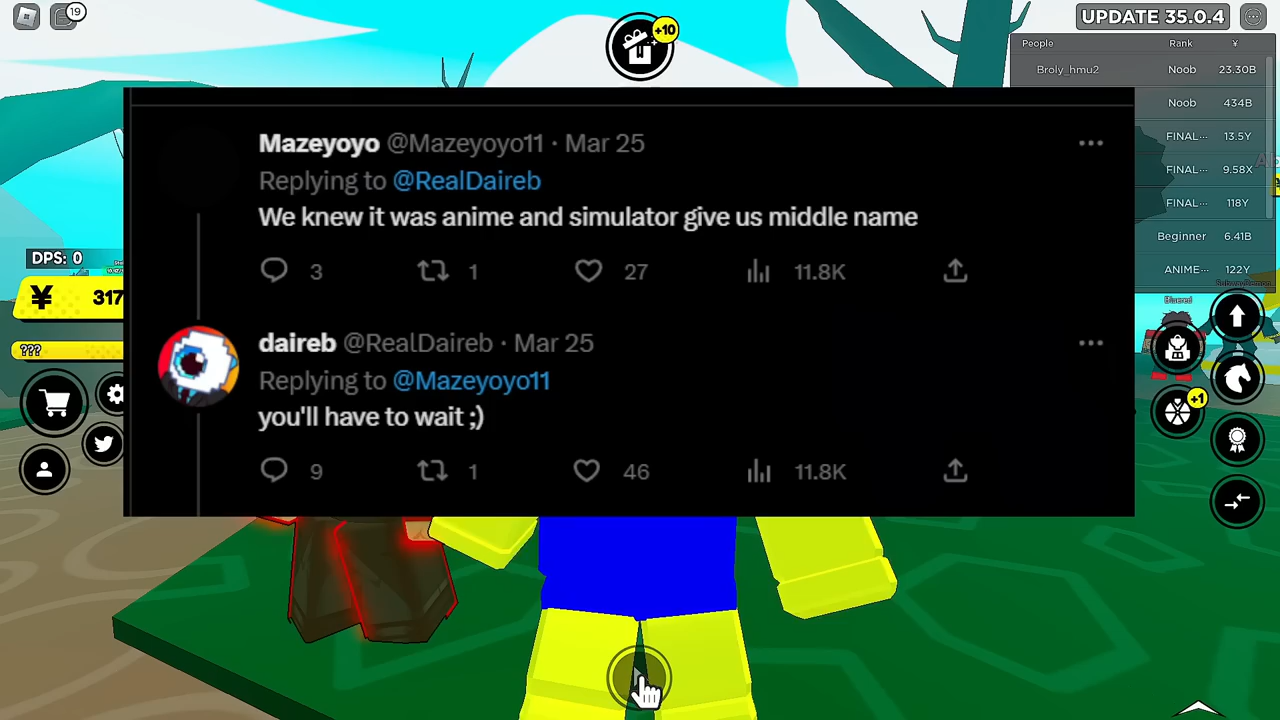 19
+10
UPDATE 35.0.4
People Rank ¥
Broly_hmu2 Noob 23.30B
Noob 434B
FINAL... 13.5Y
FINAL... 9.58X
FINAL... 118Y
Beginner 6.41B
ANIME... 122Y
Mazeyoyo @Mazeyoyo11 · Mar 25
Replying to @RealDaireb
We knew it was anime and simulator give us middle name
3 1 27 11.8K
daireb @RealDaireb · Mar 25
Replying to @Mazeyoyo11
you'll have to wait ;)
9 1 46 11.8K
DPS: 0
¥ 317
???
Blaered
+1